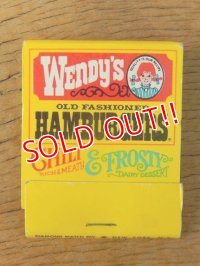 WENDY'S
OLD FASHIONED
HAMBURGERS.
SOLD OUT!!
CHILI
RICH & MEATY
& FROSTY
DAIRY DESSERT